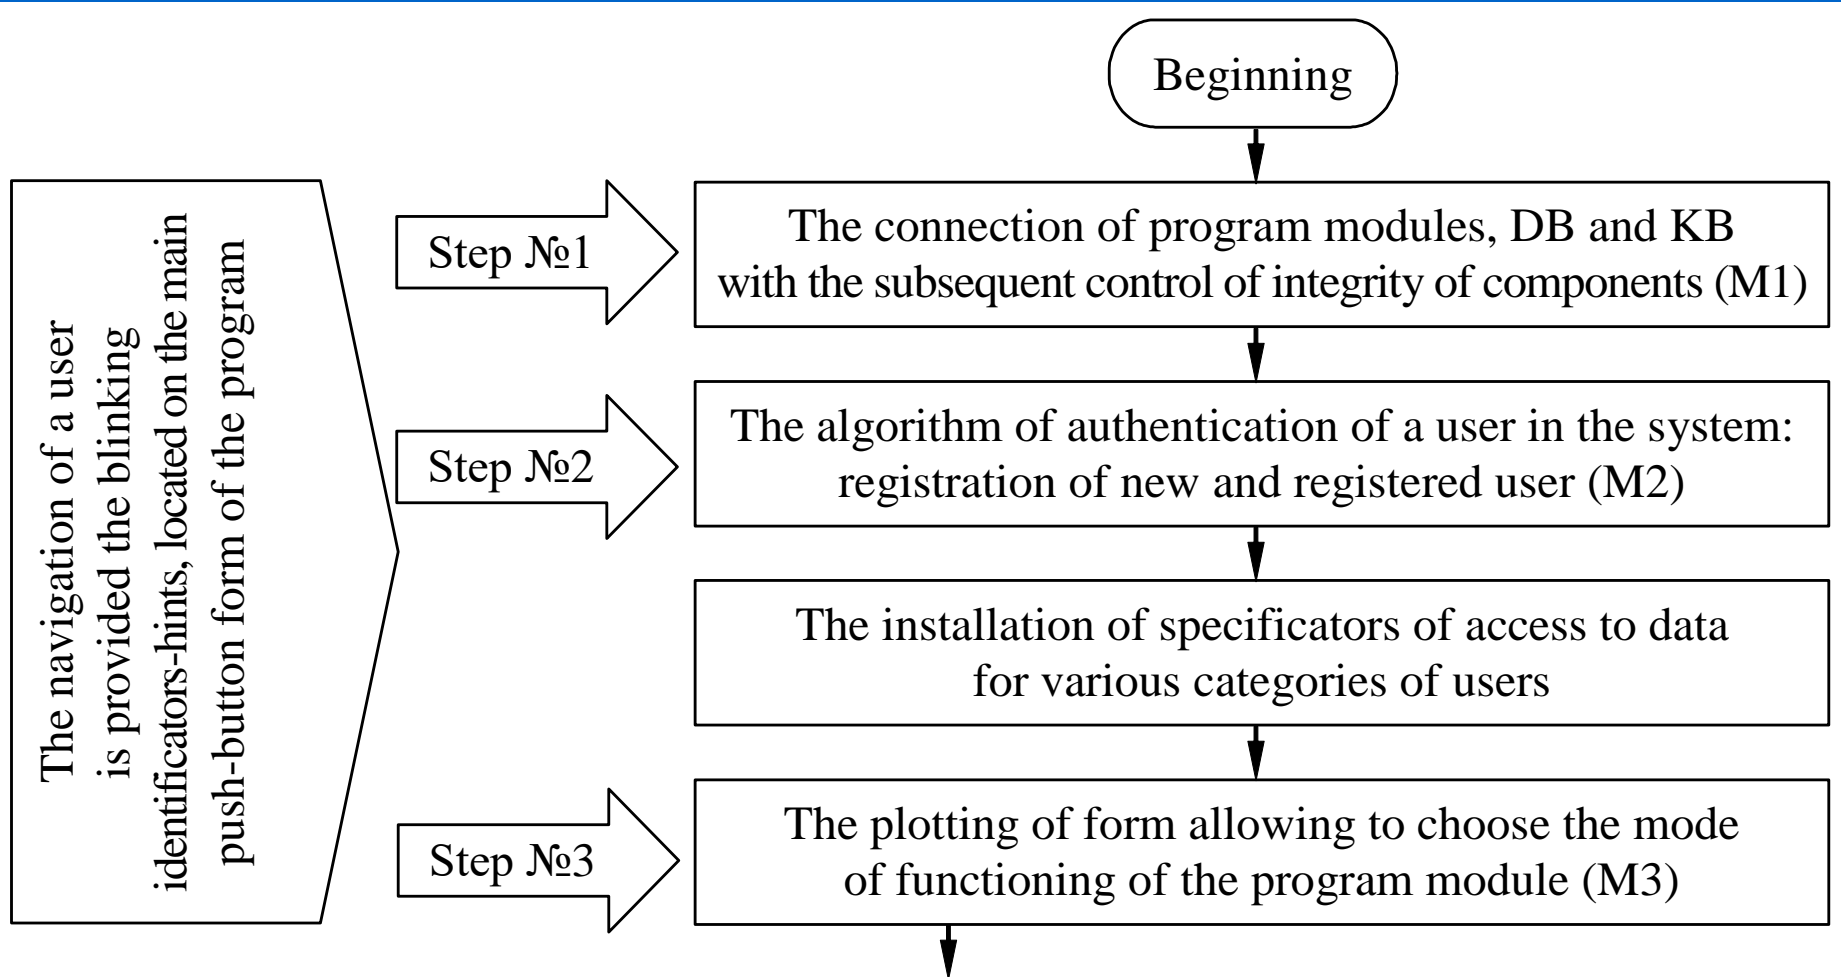 Beginning
The navigation of a user
is provided the blinking
identificators-hints, located on the main
push-button form of the program
Step №1
The connection of program modules, DB and KB
with the subsequent control of integrity of components (M1)
Step №2
The algorithm of authentication of a user in the system:
registration of new and registered user (M2)
The installation of specificators of access to data
for various categories of users
Step №3
The plotting of form allowing to choose the mode
of functioning of the program module (M3)